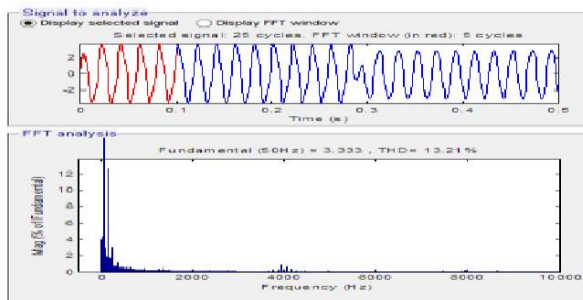 Signal to analyze
Display selected signal Display FFT window
Selected signal: 25 cycles. FFT window (in red): 5 cycles
2
0
-2
0 0.1 0.2 0.3 0.4 0.5
Time (s)
FFT analysis
Fundamental (50Hz) = 3.333 , THD= 13.21%
12
10
8
6
4
2
0
Mag (% of Fundamental)
0 2000 4000 6000 8000 10000
Frequency (Hz)